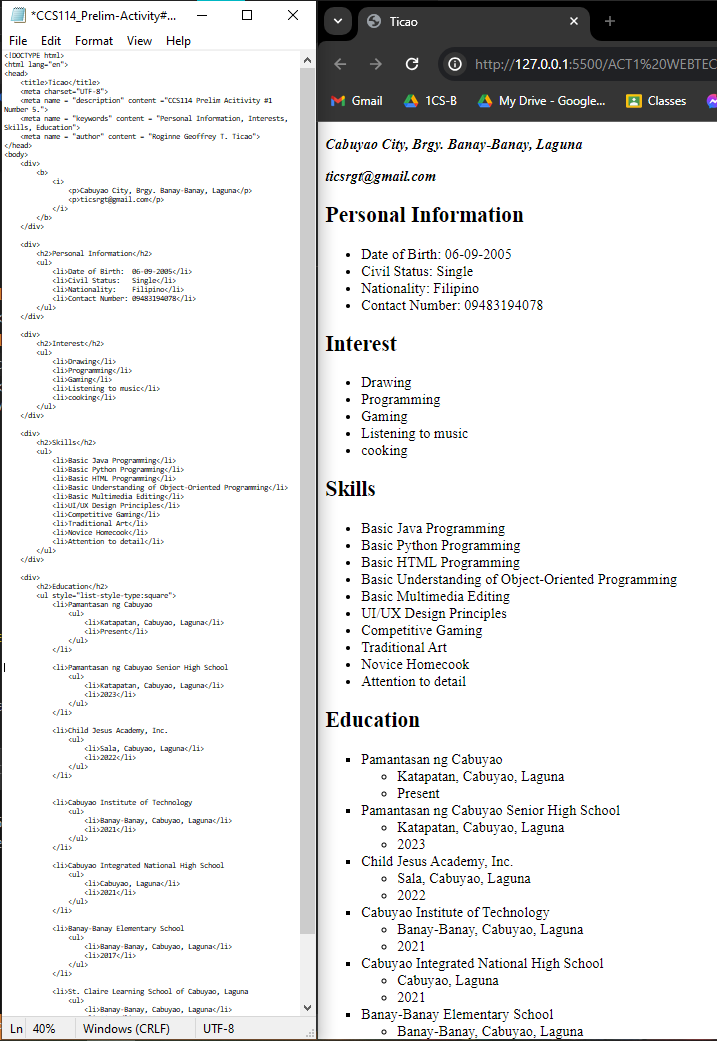 *CCS114_Prelim-Activity#...
File Edit Format View Help
<!DOCTYPE html>
<html lang="en">
<head>
<title>Ticao</title>
<meta charset="UTF-8">
<meta name = "description" content ="CCS114 Prelim Acitivity #1
Number 5.">
<meta name = "keywords" content = "Personal Information, Interests,
Skills, Education">
<meta name = "author" content = "Roginne Geoffrey T. Ticao">
</head>
<body>
<div>
<b>
<i>
<p>Cabuyao City, Brgy. Banay-Banay, Laguna</p>
<p>ticsrgt@gmail.com</p>
</i>
</b>
</div>
<div>
<h2>Personal Information</h2>
<ul>
<li>Date of Birth: 06-09-2005</li>
<li>Civil Status: Single</li>
<li>Nationality: Filipino</li>
<li>Contact Number: 09483194078</li>
</ul>
</div>
<div>
<h2>Interest</h2>
<ul>
<li>Drawing</li>
<li>Programming</li>
<li>Gaming</li>
<li>Listening to music</li>
<li>cooking</li>
</ul>
</div>
<div>
<h2>Skills</h2>
<ul>
<li>Basic Java Programming</li>
<li>Basic Python Programming</li>
<li>Basic HTML Programming</li>
<li>Basic Understanding of Object-Oriented Programming</li>
<li>Basic Multimedia Editing</li>
<li>UI/UX Design Principles</li>
<li>Competitive Gaming</li>
<li>Traditional Art</li>
<li>Novice Homecook</li>
<li>Attention to detail</li>
</ul>
</div>
<div>
<h2>Education</h2>
<ul style="list-style-type:square">
<li>Pamantasan ng Cabuyao
<ul>
<li>Katapatan, Cabuyao, Laguna</li>
<li>Present</li>
</ul>
</li>
<li>Pamantasan ng Cabuyao Senior High School
<ul>
<li>Katapatan, Cabuyao, Laguna</li>
<li>2023</li>
</ul>
</li>
<li>Child Jesus Academy, Inc.
<ul>
<li>Sala, Cabuyao, Laguna</li>
<li>2022</li>
</ul>
</li>
<li>Cabuyao Institute of Technology
<ul>
<li>Banay-Banay, Cabuyao, Laguna</li>
<li>2021</li>
</ul>
</li>
<li>Cabuyao Integrated National High School
<ul>
<li>Cabuyao, Laguna</li>
<li>2021</li>
</ul>
</li>
<li>Banay-Banay Elementary School
<ul>
<li>Banay-Banay, Cabuyao, Laguna</li>
<li>2017</li>
</ul>
</li>
<li>St. Claire Learning School of Cabuyao, Laguna
<ul>
<li>Banay-Banay, Cabuyao, Laguna</li>
Ln 40% Windows (CRLF) UTF-8
Ticao
http://127.0.0.1:5500/ACT1%20WEBTEC
Gmail 1CS-B My Drive - Google... Classes
Cabuyao City, Brgy. Banay-Banay, Laguna
ticsrgt@gmail.com
Personal Information
• Date of Birth: 06-09-2005
• Civil Status: Single
• Nationality: Filipino
• Contact Number: 09483194078
Interest
• Drawing
• Programming
• Gaming
• Listening to music
• cooking
Skills
• Basic Java Programming
• Basic Python Programming
• Basic HTML Programming
• Basic Understanding of Object-Oriented Programming
• Basic Multimedia Editing
• UI/UX Design Principles
• Competitive Gaming
• Traditional Art
• Novice Homecook
• Attention to detail
Education
▪ Pamantasan ng Cabuyao
◦ Katapatan, Cabuyao, Laguna
◦ Present
▪ Pamantasan ng Cabuyao Senior High School
◦ Katapatan, Cabuyao, Laguna
◦ 2023
▪ Child Jesus Academy, Inc.
◦ Sala, Cabuyao, Laguna
◦ 2022
▪ Cabuyao Institute of Technology
◦ Banay-Banay, Cabuyao, Laguna
◦ 2021
▪ Cabuyao Integrated National High School
◦ Cabuyao, Laguna
◦ 2021
▪ Banay-Banay Elementary School
◦ Banay-Banay, Cabuyao, Laguna